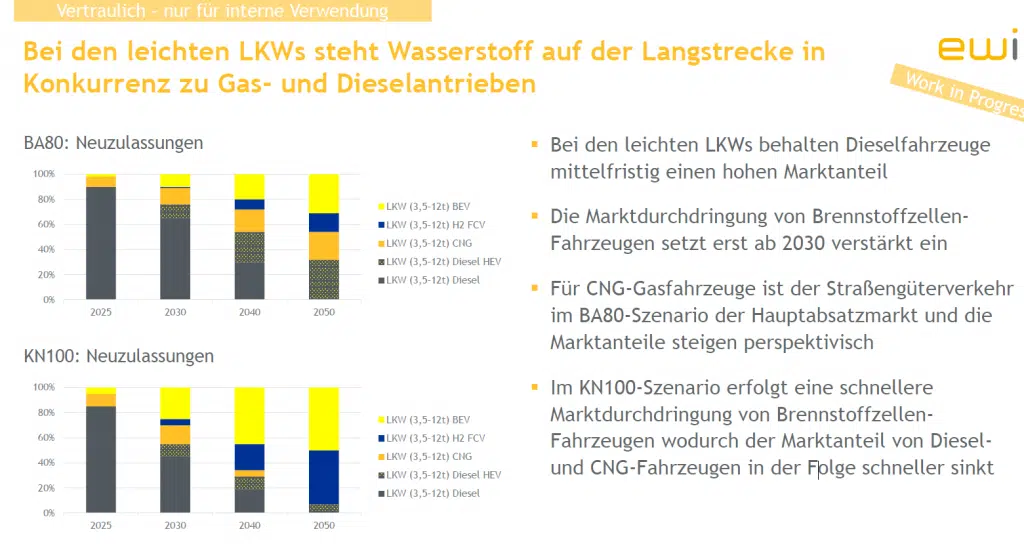 Vertraulich – nur für interne Verwendung
Bei den leichten LKWs steht Wasserstoff auf der Langstrecke in
Konkurrenz zu Gas- und Dieselantrieben
ewi
Work in Progres
BA80: Neuzulassungen
100%
80%
60%
40%
20%
0%
2025 2030 2040 2050
LKW (3,5-12t) BEV
LKW (3,5-12t) H2 FCV
LKW (3,5-12t) CNG
LKW (3,5-12t) Diesel HEV
LKW (3,5-12t) Diesel
KN100: Neuzulassungen
100%
80%
60%
40%
20%
0%
2025 2030 2040 2050
LKW (3,5-12t) BEV
LKW (3,5-12t) H2 FCV
LKW (3,5-12t) CNG
LKW (3,5-12t) Diesel HEV
LKW (3,5-12t) Diesel
Bei den leichten LKWs behalten Dieselfahrzeuge
mittelfristig einen hohen Marktanteil
Die Marktdurchdringung von Brennstoffzellen-
Fahrzeugen setzt erst ab 2030 verstärkt ein
Für CNG-Gasfahrzeuge ist der Straßengüterverkehr
im BA80-Szenario der Hauptabsatzmarkt und die
Marktanteile steigen perspektivisch
Im KN100-Szenario erfolgt eine schnellere
Marktdurchdringung von Brennstoffzellen-
Fahrzeugen wodurch der Marktanteil von Diesel-
und CNG-Fahrzeugen in der Folge schneller sinkt